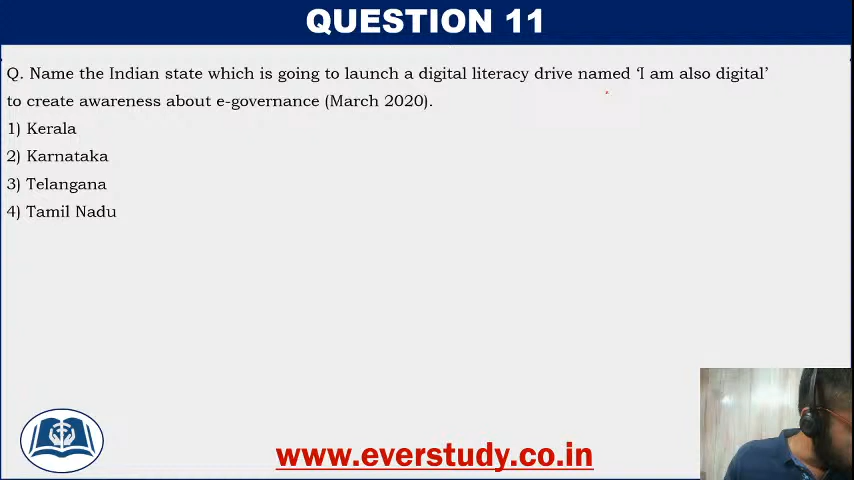 QUESTION 11
Q. Name the Indian state which is going to launch a digital literacy drive named ‘I am also digital’
to create awareness about e-governance (March 2020).
1) Kerala
2) Karnataka
3) Telangana
4) Tamil Nadu
www.everstudy.co.in